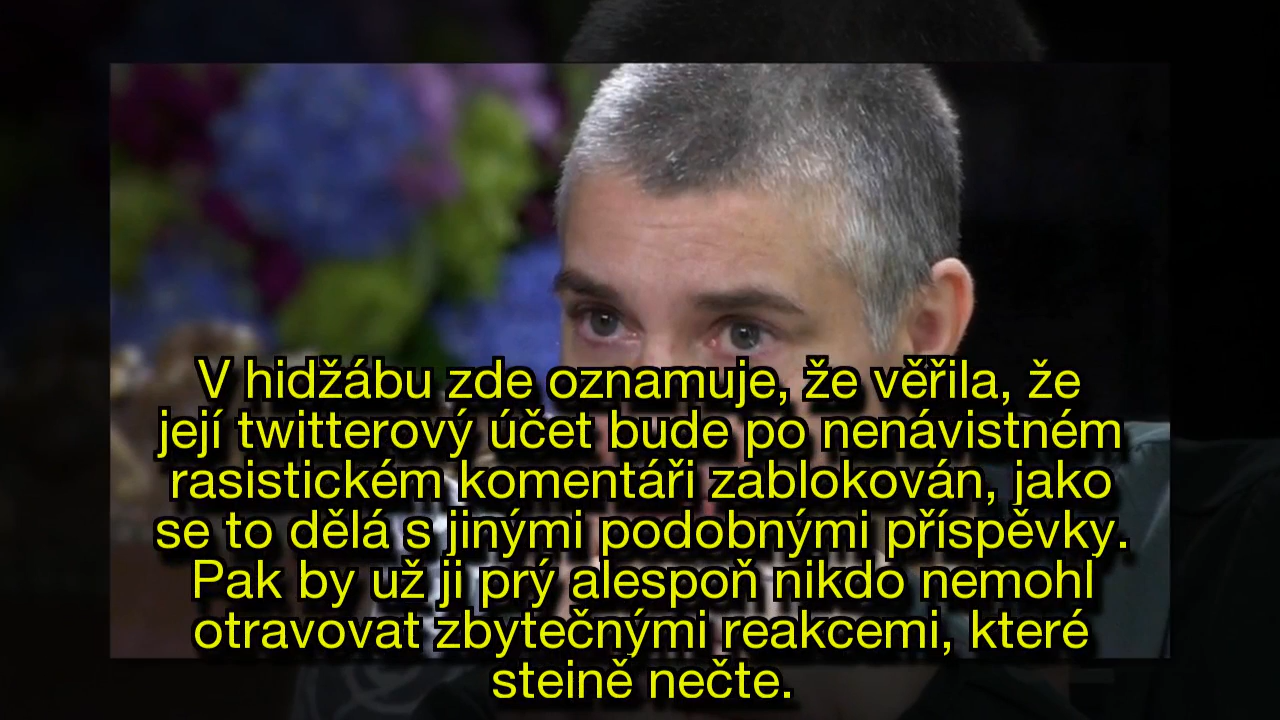 V hidžábu zde oznamuje, že věřila, že
její twitterový účet bude po nenávistném
rasistickém komentáři zablokován, jako
se to dělá s jinými podobnými příspěvky.
Pak by už ji prý alespoň nikdo nemohl
otravovat zbytečnými reakcemi, které
steině nečte.